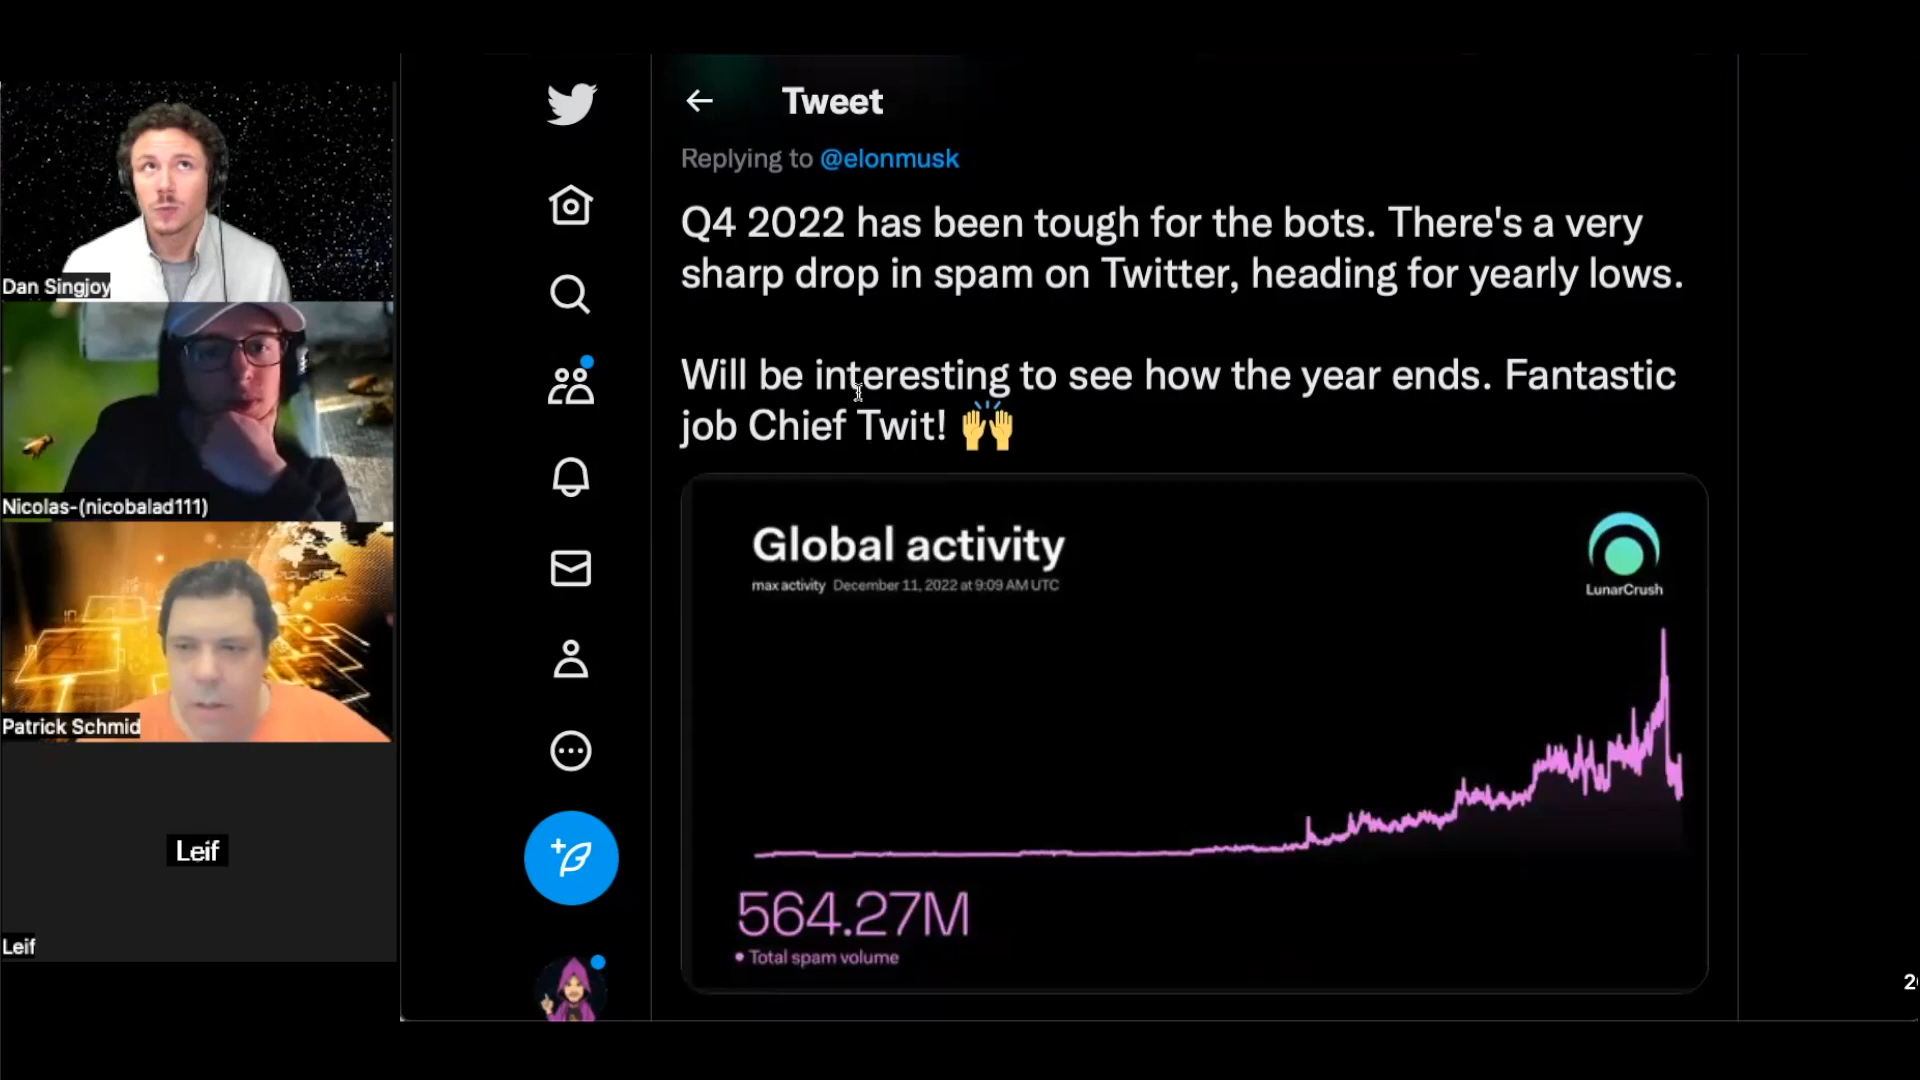 Dan Singjoy
Nicolas-(nicobalad111)
Patrick Schmid
Leif
Leif
Tweet
Replying to @elonmusk
Q4 2022 has been tough for the bots. There's a very
sharp drop in spam on Twitter, heading for yearly lows.
Will be interesting to see how the year ends. Fantastic
job Chief Twit! 🙌
Global activity
max activity December 11, 2022 at 9:09 AM UTC
LunarCrush
564.27M
• Total spam volume